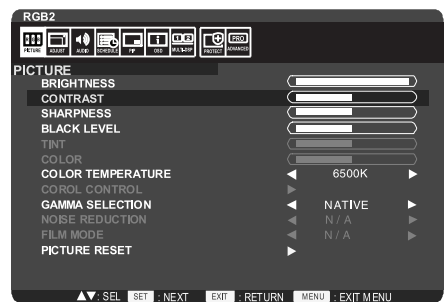 RGB2
PICTURE ADJUST AUDIO SCHEDULE PIP OSD MULTI-DSP PROTECT PRO ADVANCED
PICTURE
BRIGHTNESS
CONTRAST
SHARPNESS
BLACK LEVEL
TINT
COLOR
COLOR TEMPERATURE 6500K
COROL CONTROL
GAMMA SELECTION NATIVE
NOISE REDUCTION N / A
FILM MODE N / A
PICTURE RESET
▲▼: SEL SET : NEXT EXIT : RETURN MENU : EXIT MENU